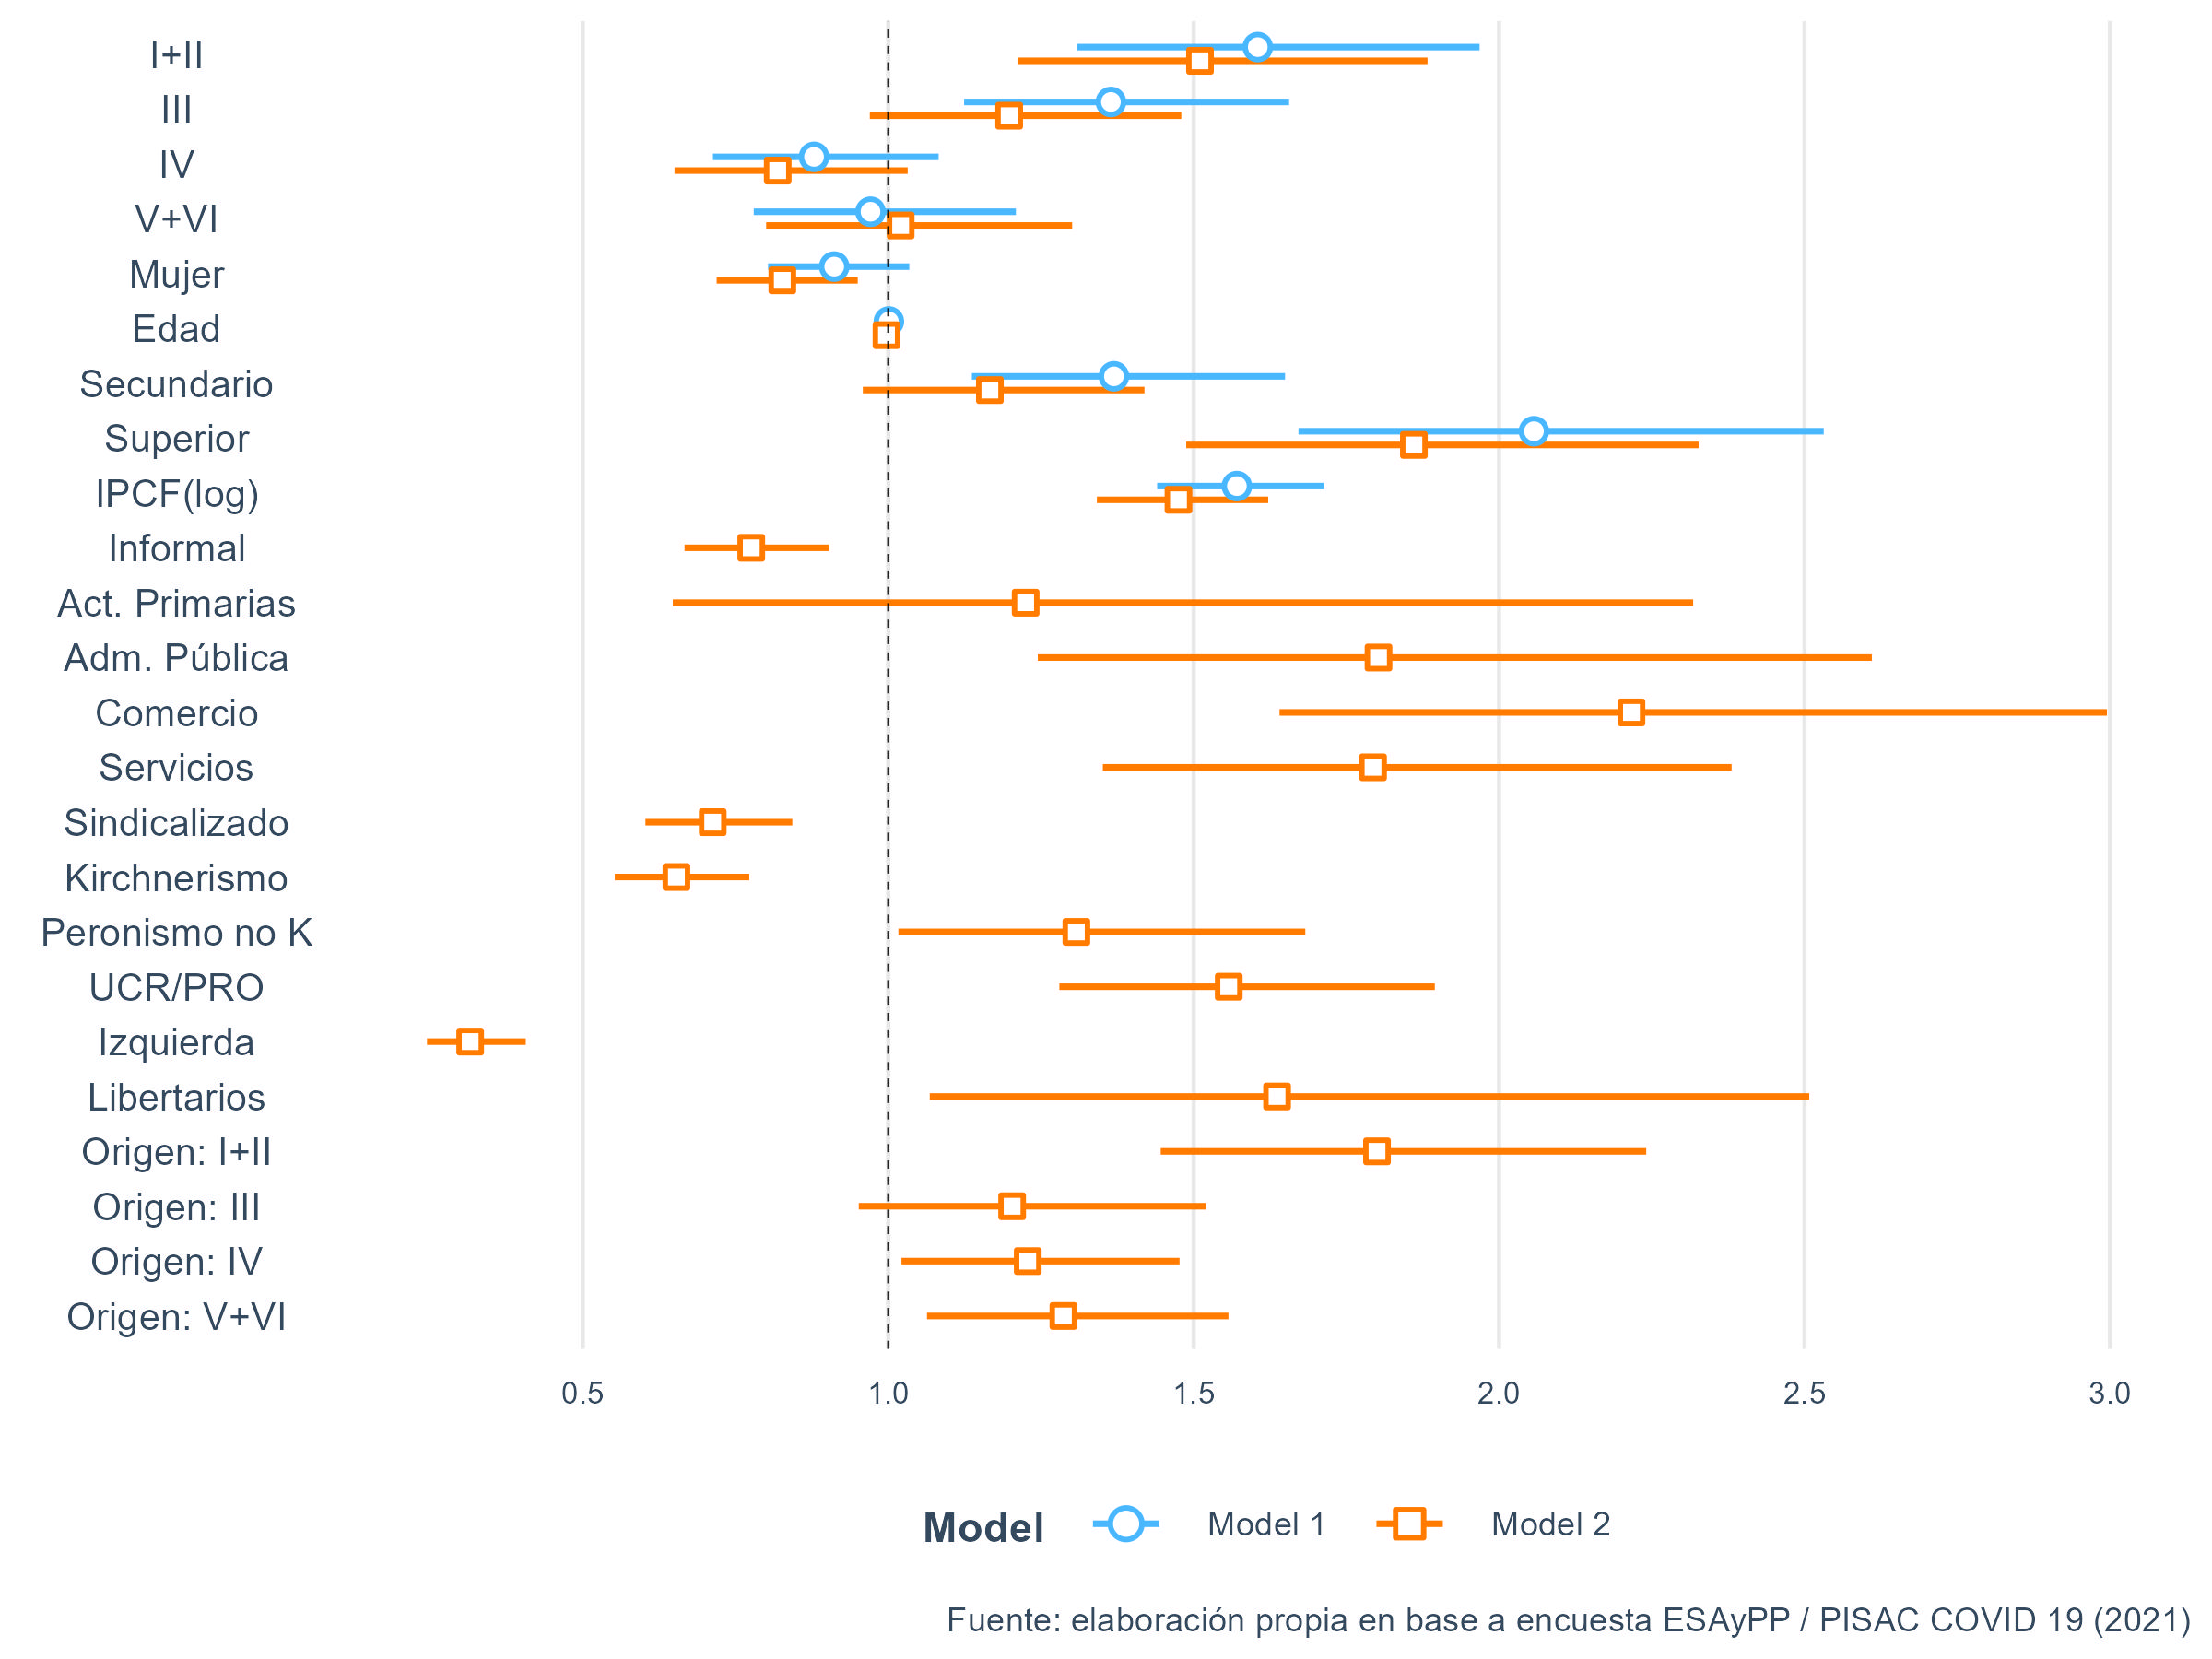 I+II
III
IV
V+VI
Mujer
Edad
Secundario
Superior
IPCF(log)
Informal
Act. Primarias
Adm. Pública
Comercio
Servicios
Sindicalizado
Kirchnerismo
Peronismo no K
UCR/PRO
Izquierda
Libertarios
Origen: I+II
Origen: III
Origen: IV
Origen: V+VI
0.5 1.0 1.5 2.0 2.5 3.0
Model Model 1 Model 2
Fuente: elaboración propia en base a encuesta ESAyPP / PISAC COVID 19 (2021)